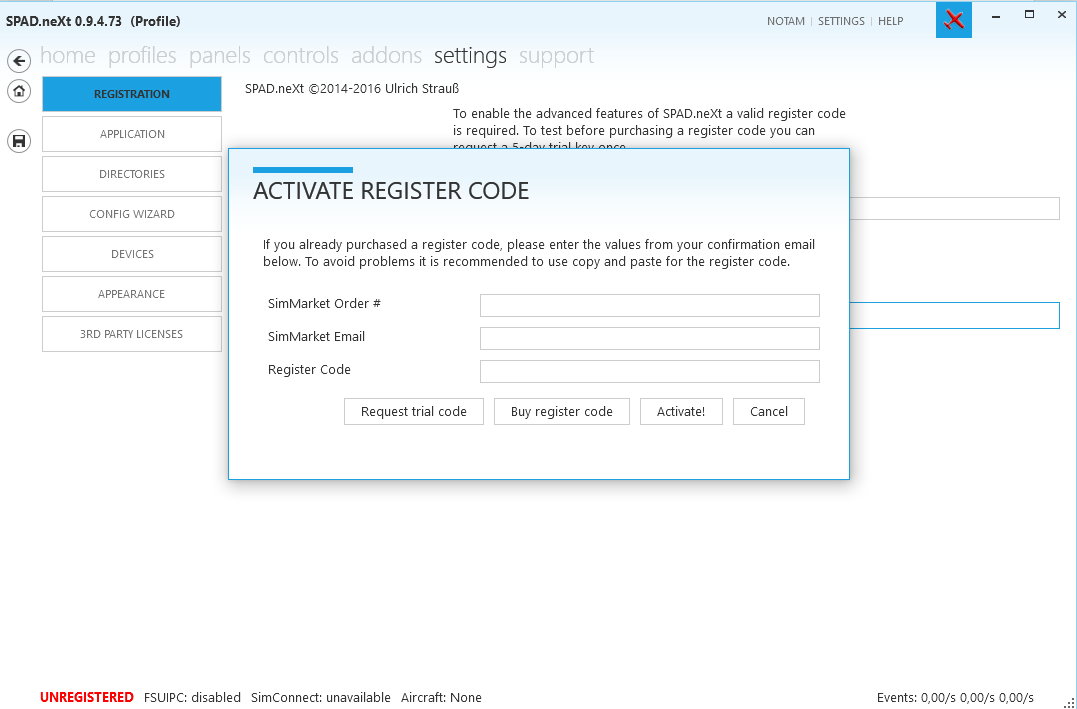 SPAD.neXt 0.9.4.73 (Profile)
NOTAM | SETTINGS | HELP
home profiles panels controls addons settings support
REGISTRATION
APPLICATION
DIRECTORIES
CONFIG WIZARD
DEVICES
APPEARANCE
3RD PARTY LICENSES
SPAD.neXt ©2014-2016 Ulrich Strauß
To enable the advanced features of SPAD.neXt a valid register code
is required. To test before purchasing a register code you can
request a 5-day trial key once
ACTIVATE REGISTER CODE
If you already purchased a register code, please enter the values from your confirmation email
below. To avoid problems it is recommended to use copy and paste for the register code.
SimMarket Order #
SimMarket Email
Register Code
Request trial code Buy register code Activate! Cancel
UNREGISTERED FSUIPC: disabled SimConnect: unavailable Aircraft: None Events: 0,00/s 0,00/s 0,00/s